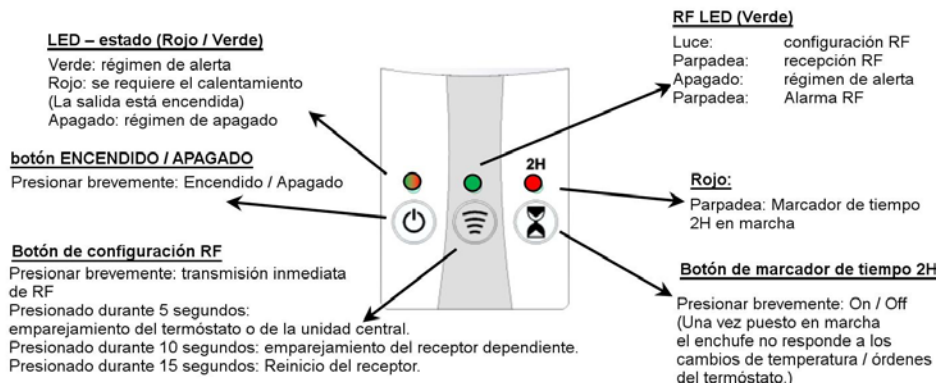 LED – estado (Rojo / Verde)
Verde: régimen de alerta
Rojo: se requiere el calentamiento
(La salida está encendida)
Apagado: régimen de apagado
RF LED (Verde)
Luce: configuración RF
Parpadea: recepción RF
Apagado: régimen de alerta
Parpadea: Alarma RF
botón ENCENDIDO / APAGADO
Presionar brevemente: Encendido / Apagado
2H
Rojo:
Parpadea: Marcador de tiempo
2H en marcha
Botón de configuración RF
Presionar brevemente: transmisión inmediata
de RF
Presionado durante 5 segundos:
emparejamiento del termóstato o de la unidad central.
Presionado durante 10 segundos: emparejamiento del receptor dependiente.
Presionado durante 15 segundos: Reinicio del receptor.
Botón de marcador de tiempo 2H
Presionar brevemente: On / Off
(Una vez puesto en marcha
el enchufe no responde a los
cambios de temperatura / órdenes
del termóstato.)